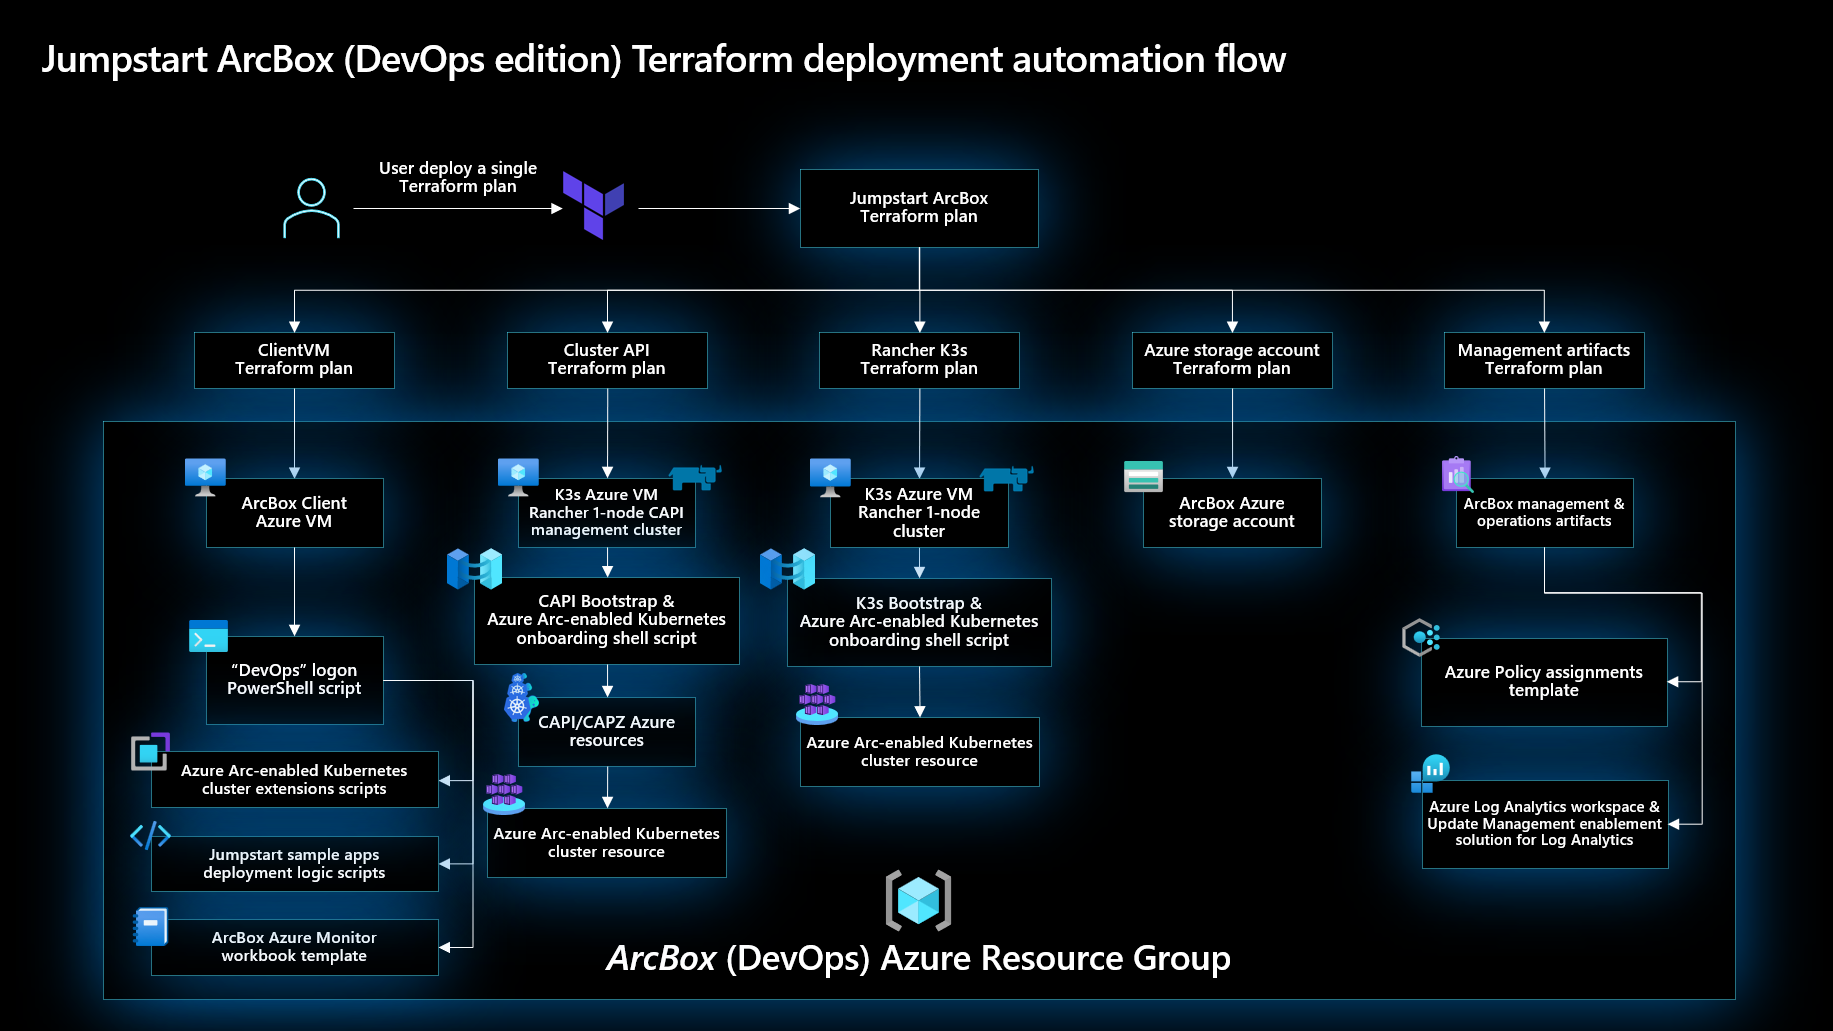 Jumpstart ArcBox (DevOps edition) Terraform deployment automation flow
User deploy a single
Terraform plan
Jumpstart ArcBox
Terraform plan
ClientVM
Terraform plan
Cluster API
Terraform plan
Rancher K3s
Terraform plan
Azure storage account
Terraform plan
Management artifacts
Terraform plan
ArcBox Client
Azure VM
K3s Azure VM
Rancher 1-node CAPI
management cluster
K3s Azure VM
Rancher 1-node
cluster
ArcBox Azure
storage account
ArcBox management &
operations artifacts
CAPI Bootstrap &
Azure Arc-enabled Kubernetes
onboarding shell script
K3s Bootstrap &
Azure Arc-enabled Kubernetes
onboarding shell script
“DevOps” logon
PowerShell script
Azure Policy assignments
template
CAPI/CAPZ Azure
resources
Azure Arc-enabled Kubernetes
cluster resource
Azure Arc-enabled Kubernetes
cluster extensions scripts
Azure Log Analytics workspace &
Update Management enablement
solution for Log Analytics
Azure Arc-enabled Kubernetes
cluster resource
Jumpstart sample apps
deployment logic scripts
ArcBox Azure Monitor
workbook template
ArcBox (DevOps) Azure Resource Group